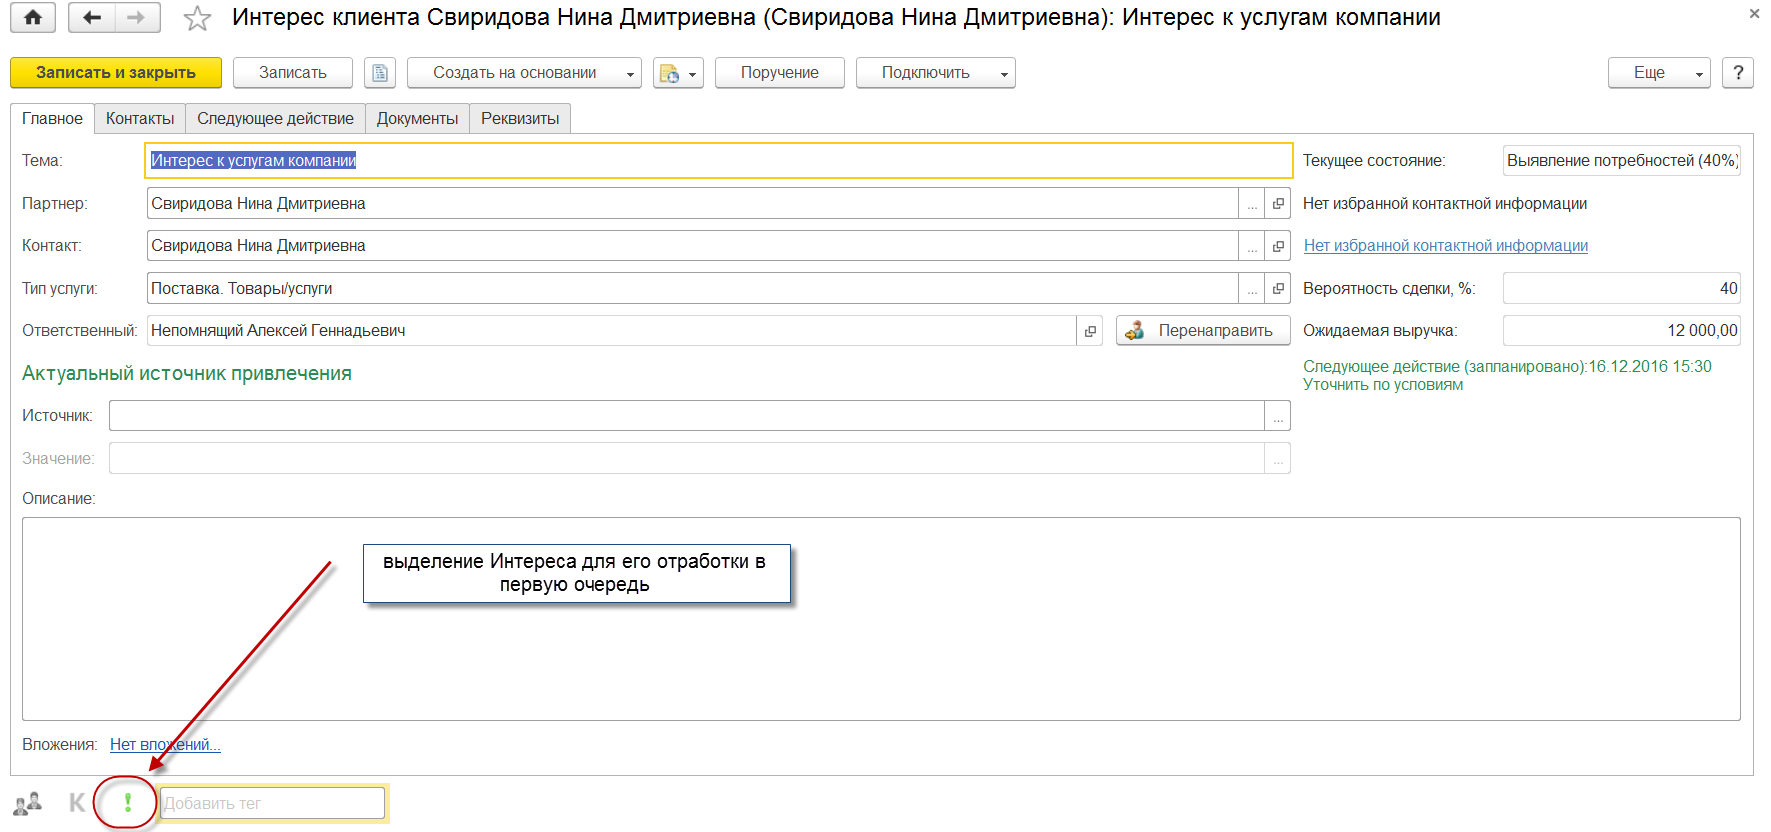 Интерес клиента Свиридова Нина Дмитриевна (Свиридова Нина Дмитриевна): Интерес к услугам компании
Записать и закрыть Записать Создать на основании Поручение Подключить Еще ?
Главное Контакты Следующее действие Документы Реквизиты
Тема: Интерес к услугам компании Текущее состояние: Выявление потребностей (40%)
Партнер: Свиридова Нина Дмитриевна ... Нет избранной контактной информации
Контакт: Свиридова Нина Дмитриевна ... Нет избранной контактной информации
Тип услуги: Поставка. Товары/услуги ... Вероятность сделки, %: 40
Ответственный: Непомнящий Алексей Геннадьевич Перенаправить Ожидаемая выручка: 12 000,00
Актуальный источник привлечения Следующее действие (запланировано):16.12.2016 15:30
Уточнить по условиям
Источник: ...
Значение: ...
Описание:
выделение Интереса для его отработки в
первую очередь
Вложения: Нет вложений...
К ! Добавить тег